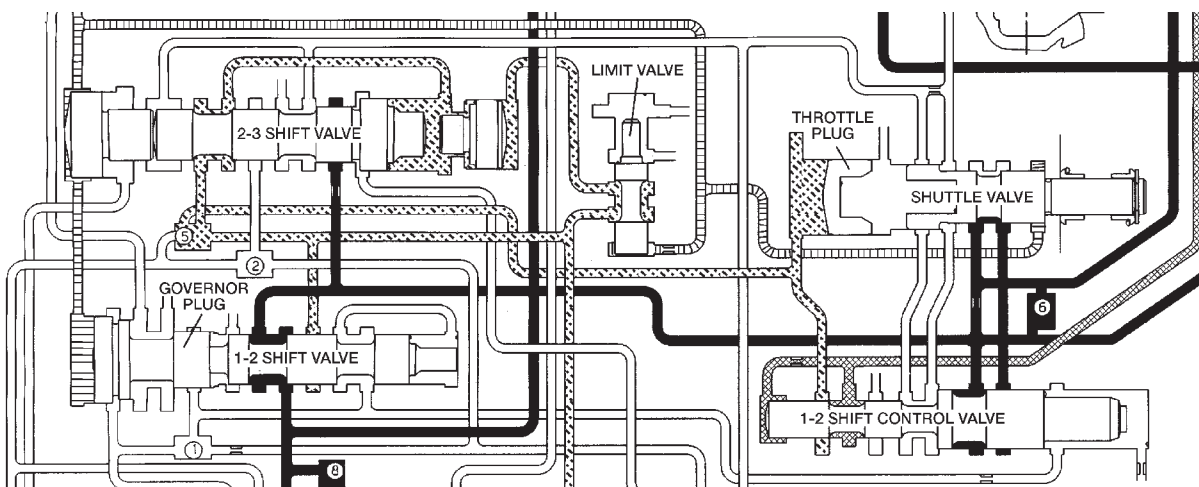 LIMIT VALVE
THROTTLE
PLUG
2-3 SHIFT VALVE
SHUTTLE VALVE
5
2
GOVERNOR
PLUG
6
1-2 SHIFT VALVE
1-2 SHIFT CONTROL VALVE
1
8